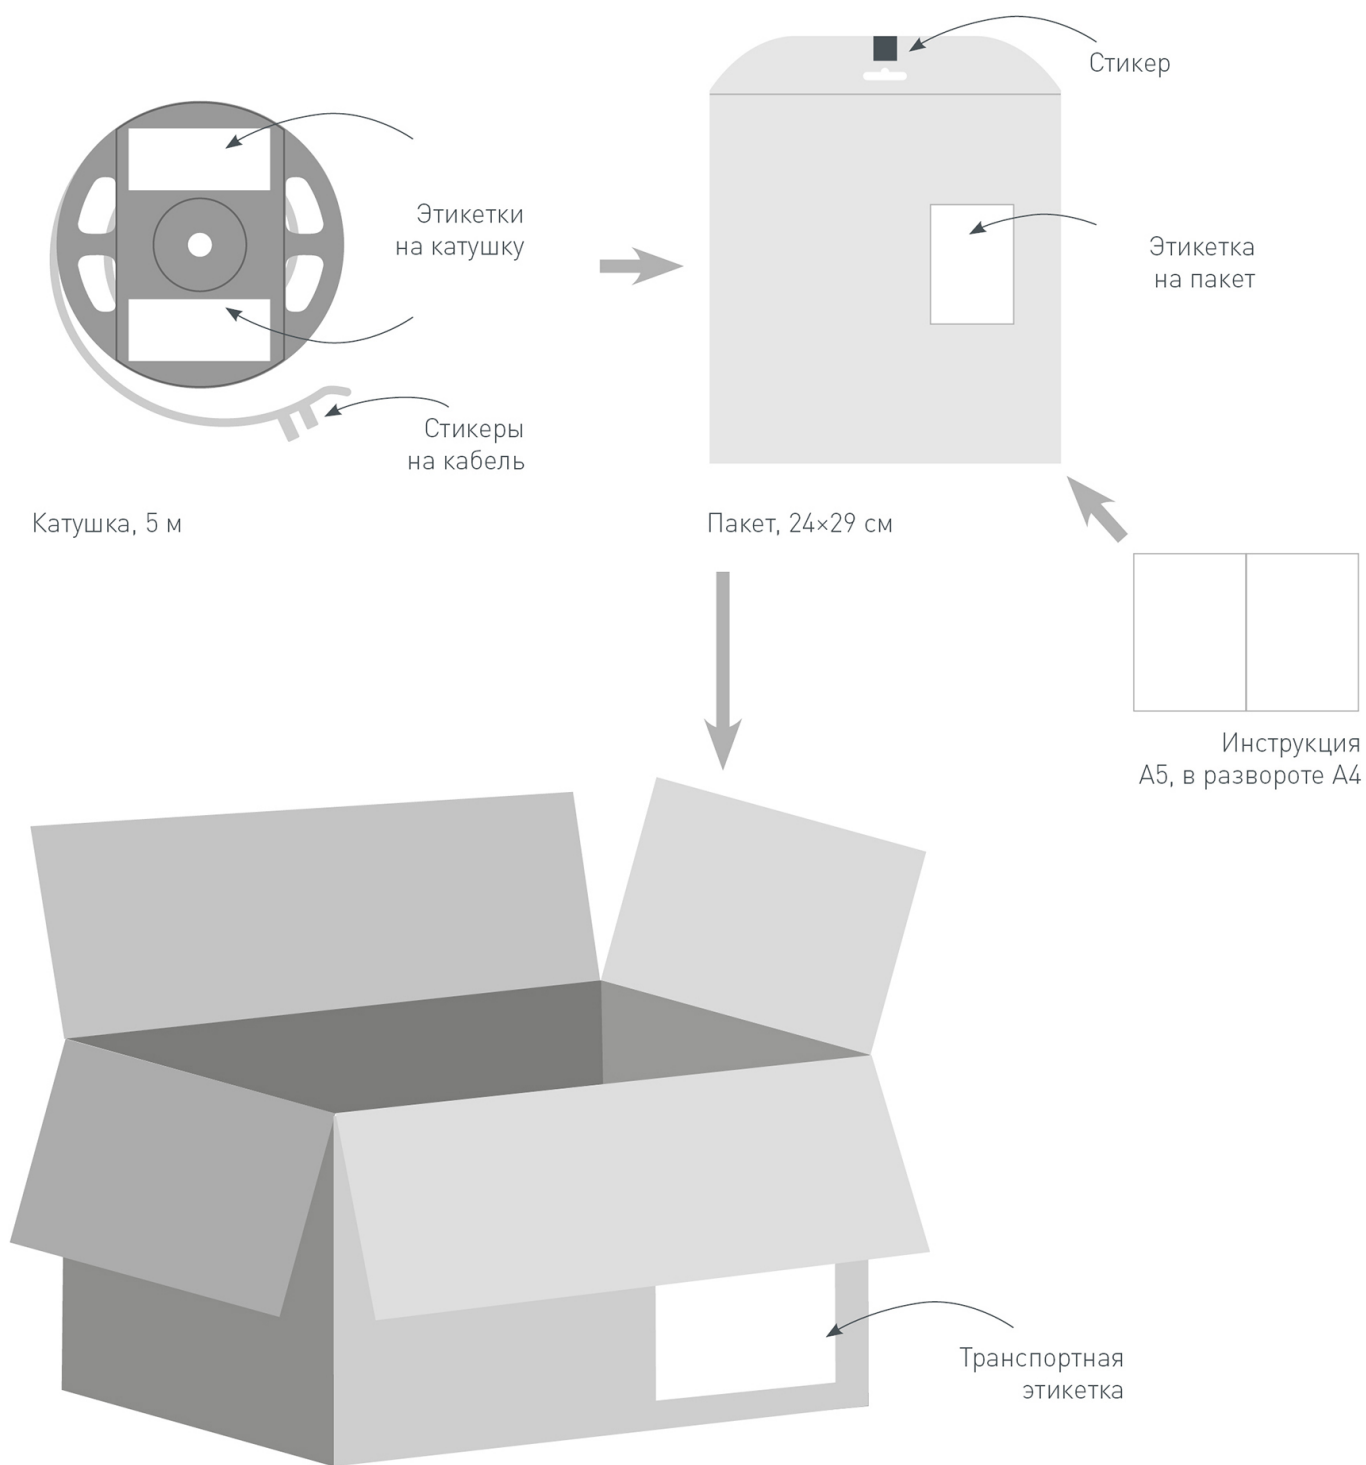 Стикер
Этикетки
на катушку
Этикетка
на пакет
Стикеры
на кабель
Катушка, 5 м
Пакет, 24×29 см
Инструкция
А5, в развороте А4
Транспортная
этикетка